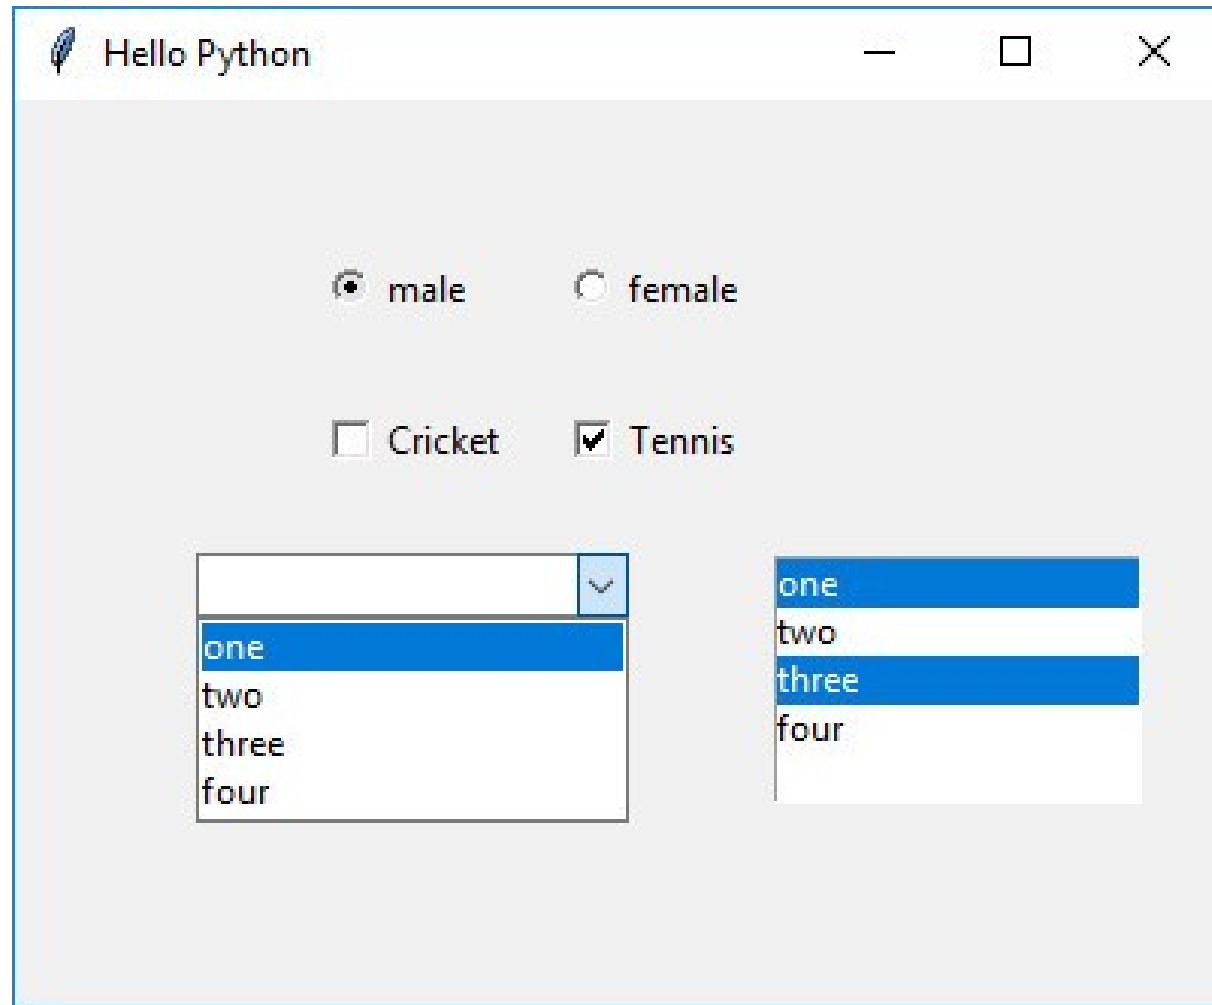 Hello Python
male female
Cricket Tennis
one
two
three
four
one
two
three
four